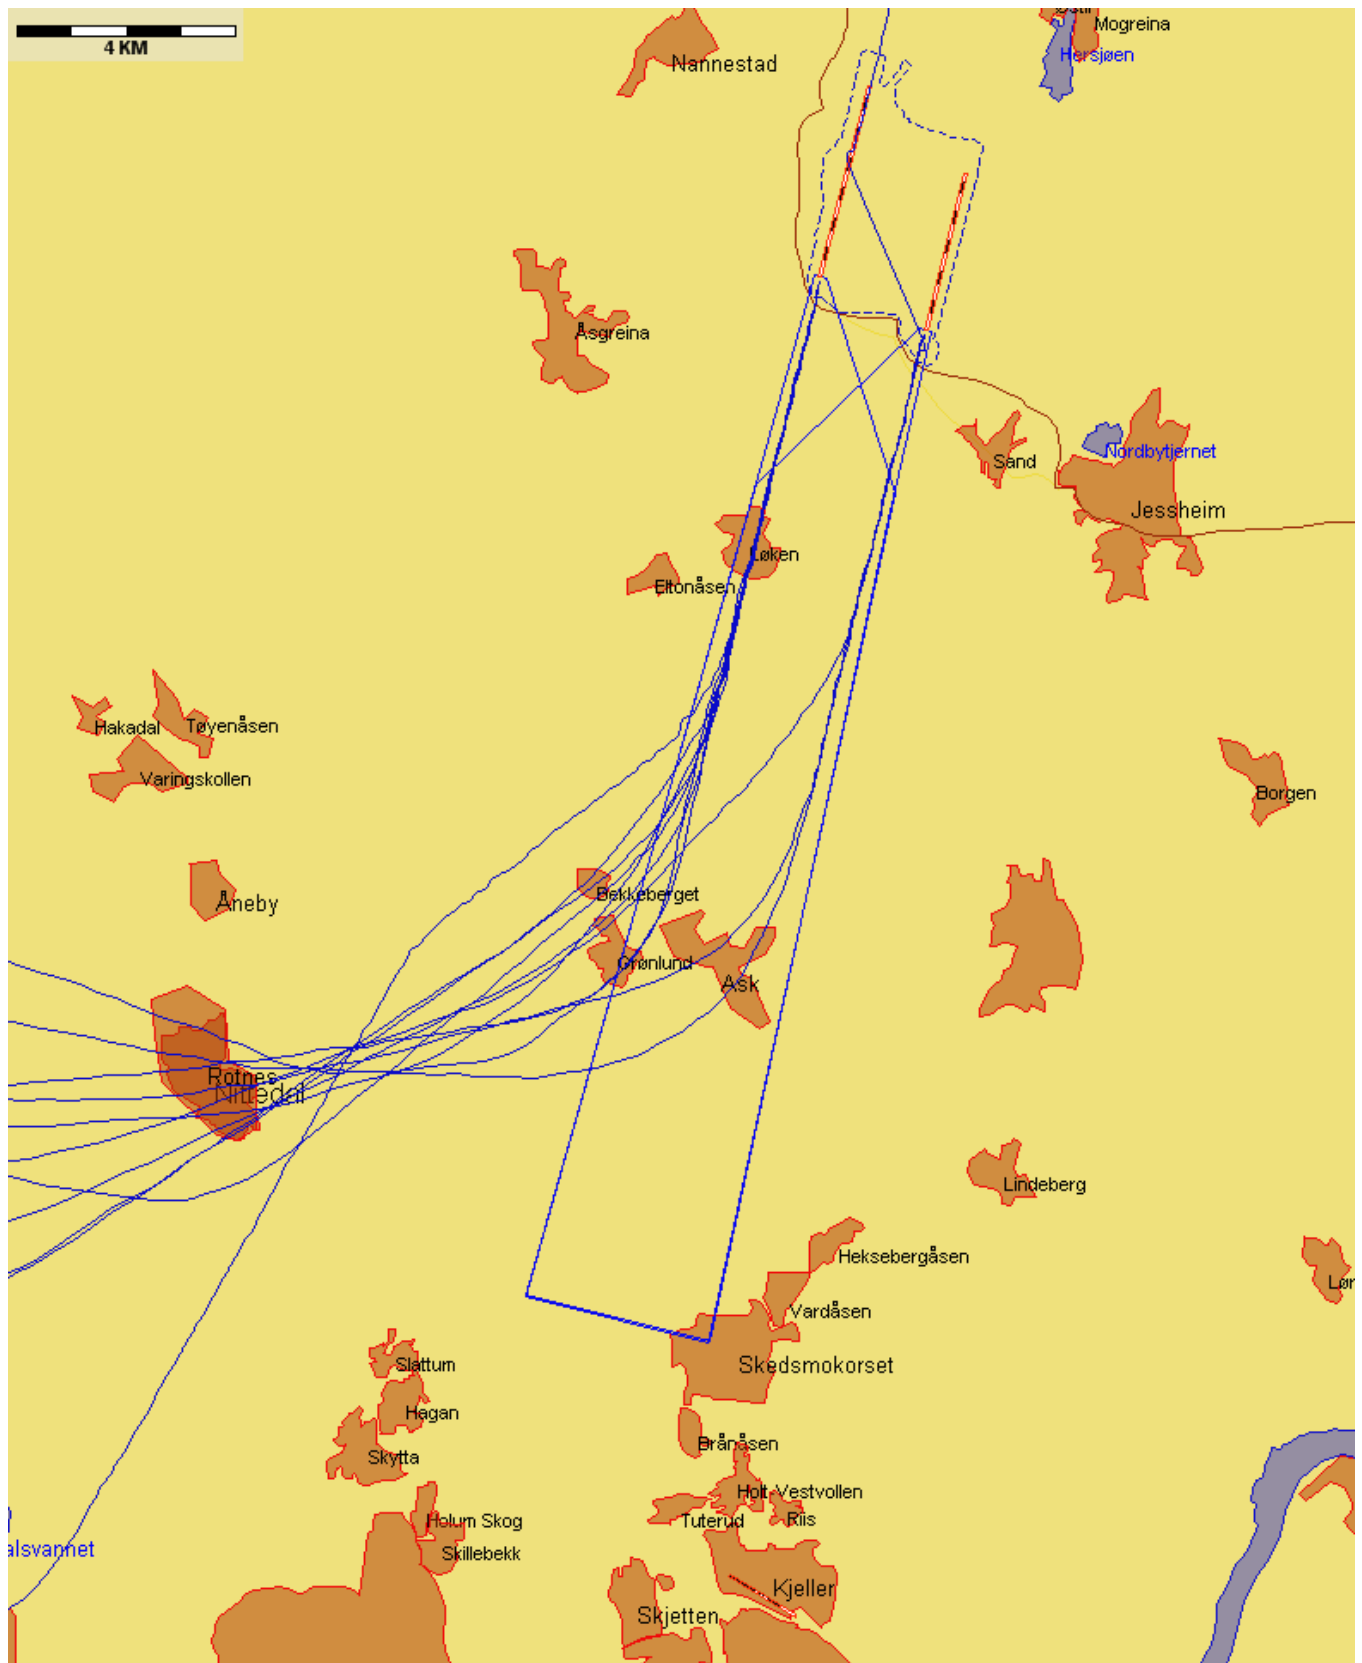 Mogreina
4 KM
Hersjøen
Nannestad
Åsgreina
Nordbytjernet
Sand
Jessheim
Løken
Eltonåsen
Hakadal
Tøyenåsen
Varingskollen
Borgen
Bekkeberget
Åneby
Grønlund
Ask
Rotnes
Nittedal
Lindeberg
Heksebergåsen
Lør
Vardåsen
Slattum
Skedsmokorset
Hagan
Brånåsen
Skytta
Holt-Vestvollen
Holum Skog
Tuterud
Riis
alsvannet
Skillebekk
Kjeller
Skjetten